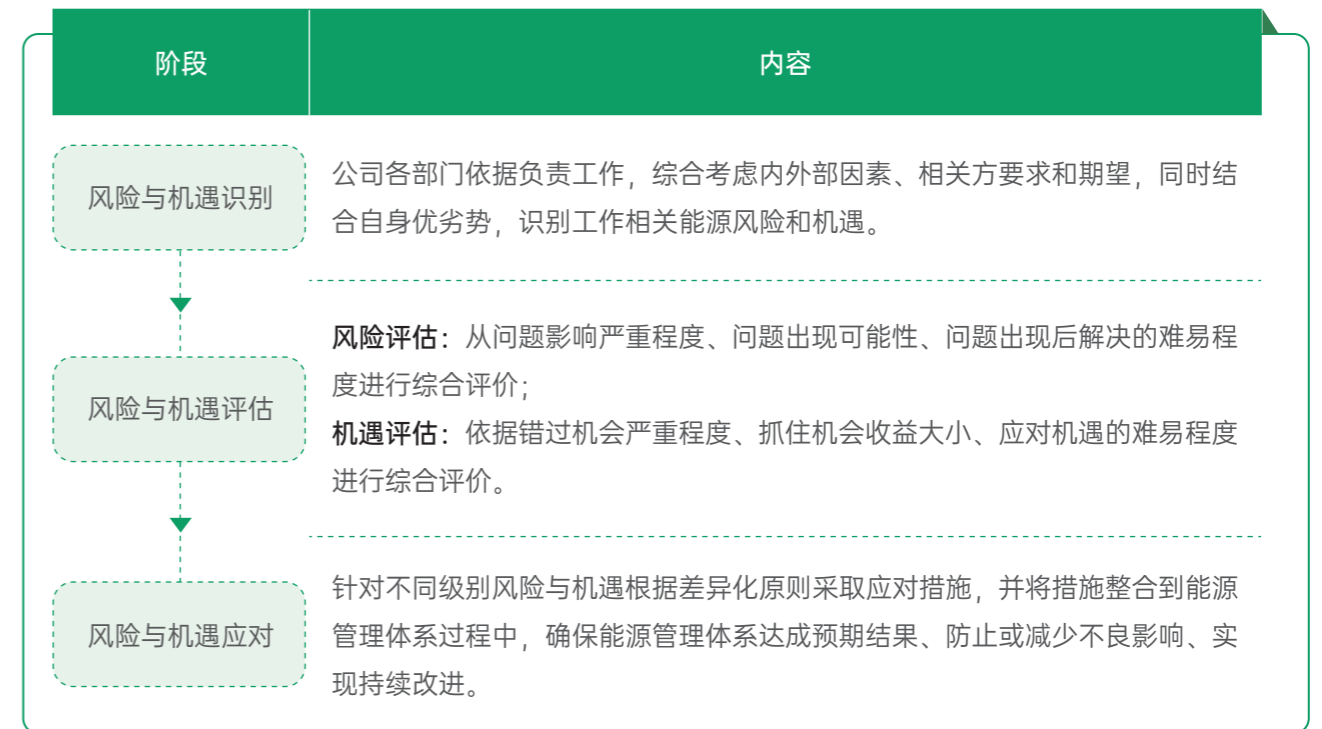 阶段
内容
风险与机遇识别
公司各部门依据负责工作，综合考虑内外部因素、相关方要求和期望，同时结
合自身优劣势，识别工作相关能源风险和机遇。
风险与机遇评估
风险评估：从问题影响严重程度、问题出现可能性、问题出现后解决的难易程
度进行综合评价；
机遇评估：依据错过机会严重程度、抓住机会收益大小、应对机遇的难易程度
进行综合评价。
风险与机遇应对
针对不同级别风险与机遇根据差异化原则采取应对措施，并将措施整合到能源
管理体系过程中，确保能源管理体系达成预期结果、防止或减少不良影响、实
现持续改进。